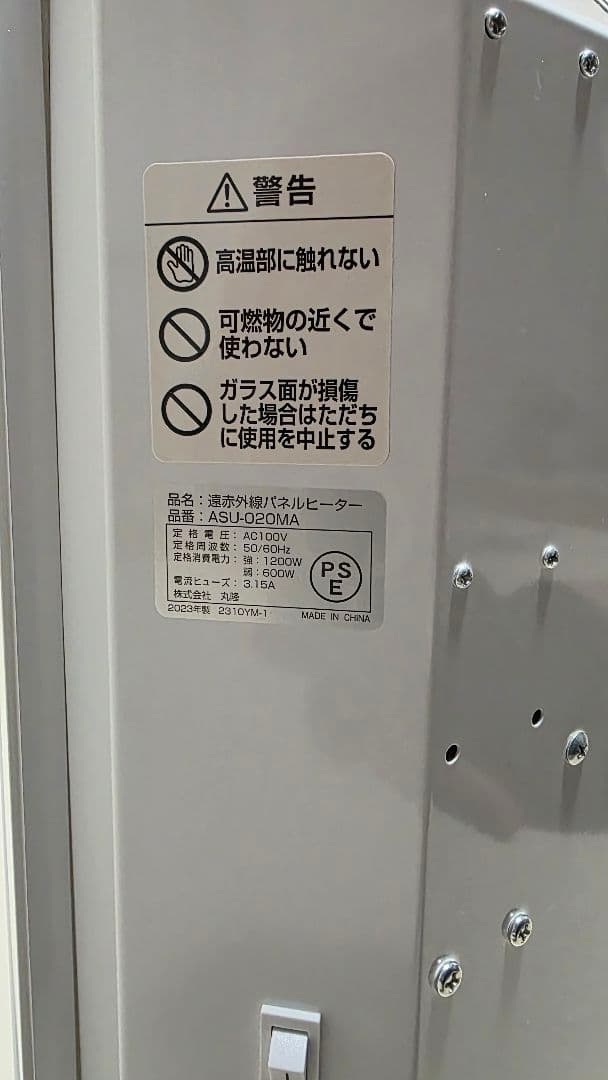 警告
高温部に触れない
可燃物の近くで
使わない
ガラス面が損傷
した場合はただち
に使用を中止する
品名：遠赤外線パネルヒーター
品番：ASU-020MA
定格電圧：AC100V
定格周波数：50/60Hz
定格消費電力：強：1200W
弱：600W
電流ヒューズ：3.15A
株式会社 丸隆
2023年製 2310YM-1 MADE IN CHINA
PS
E